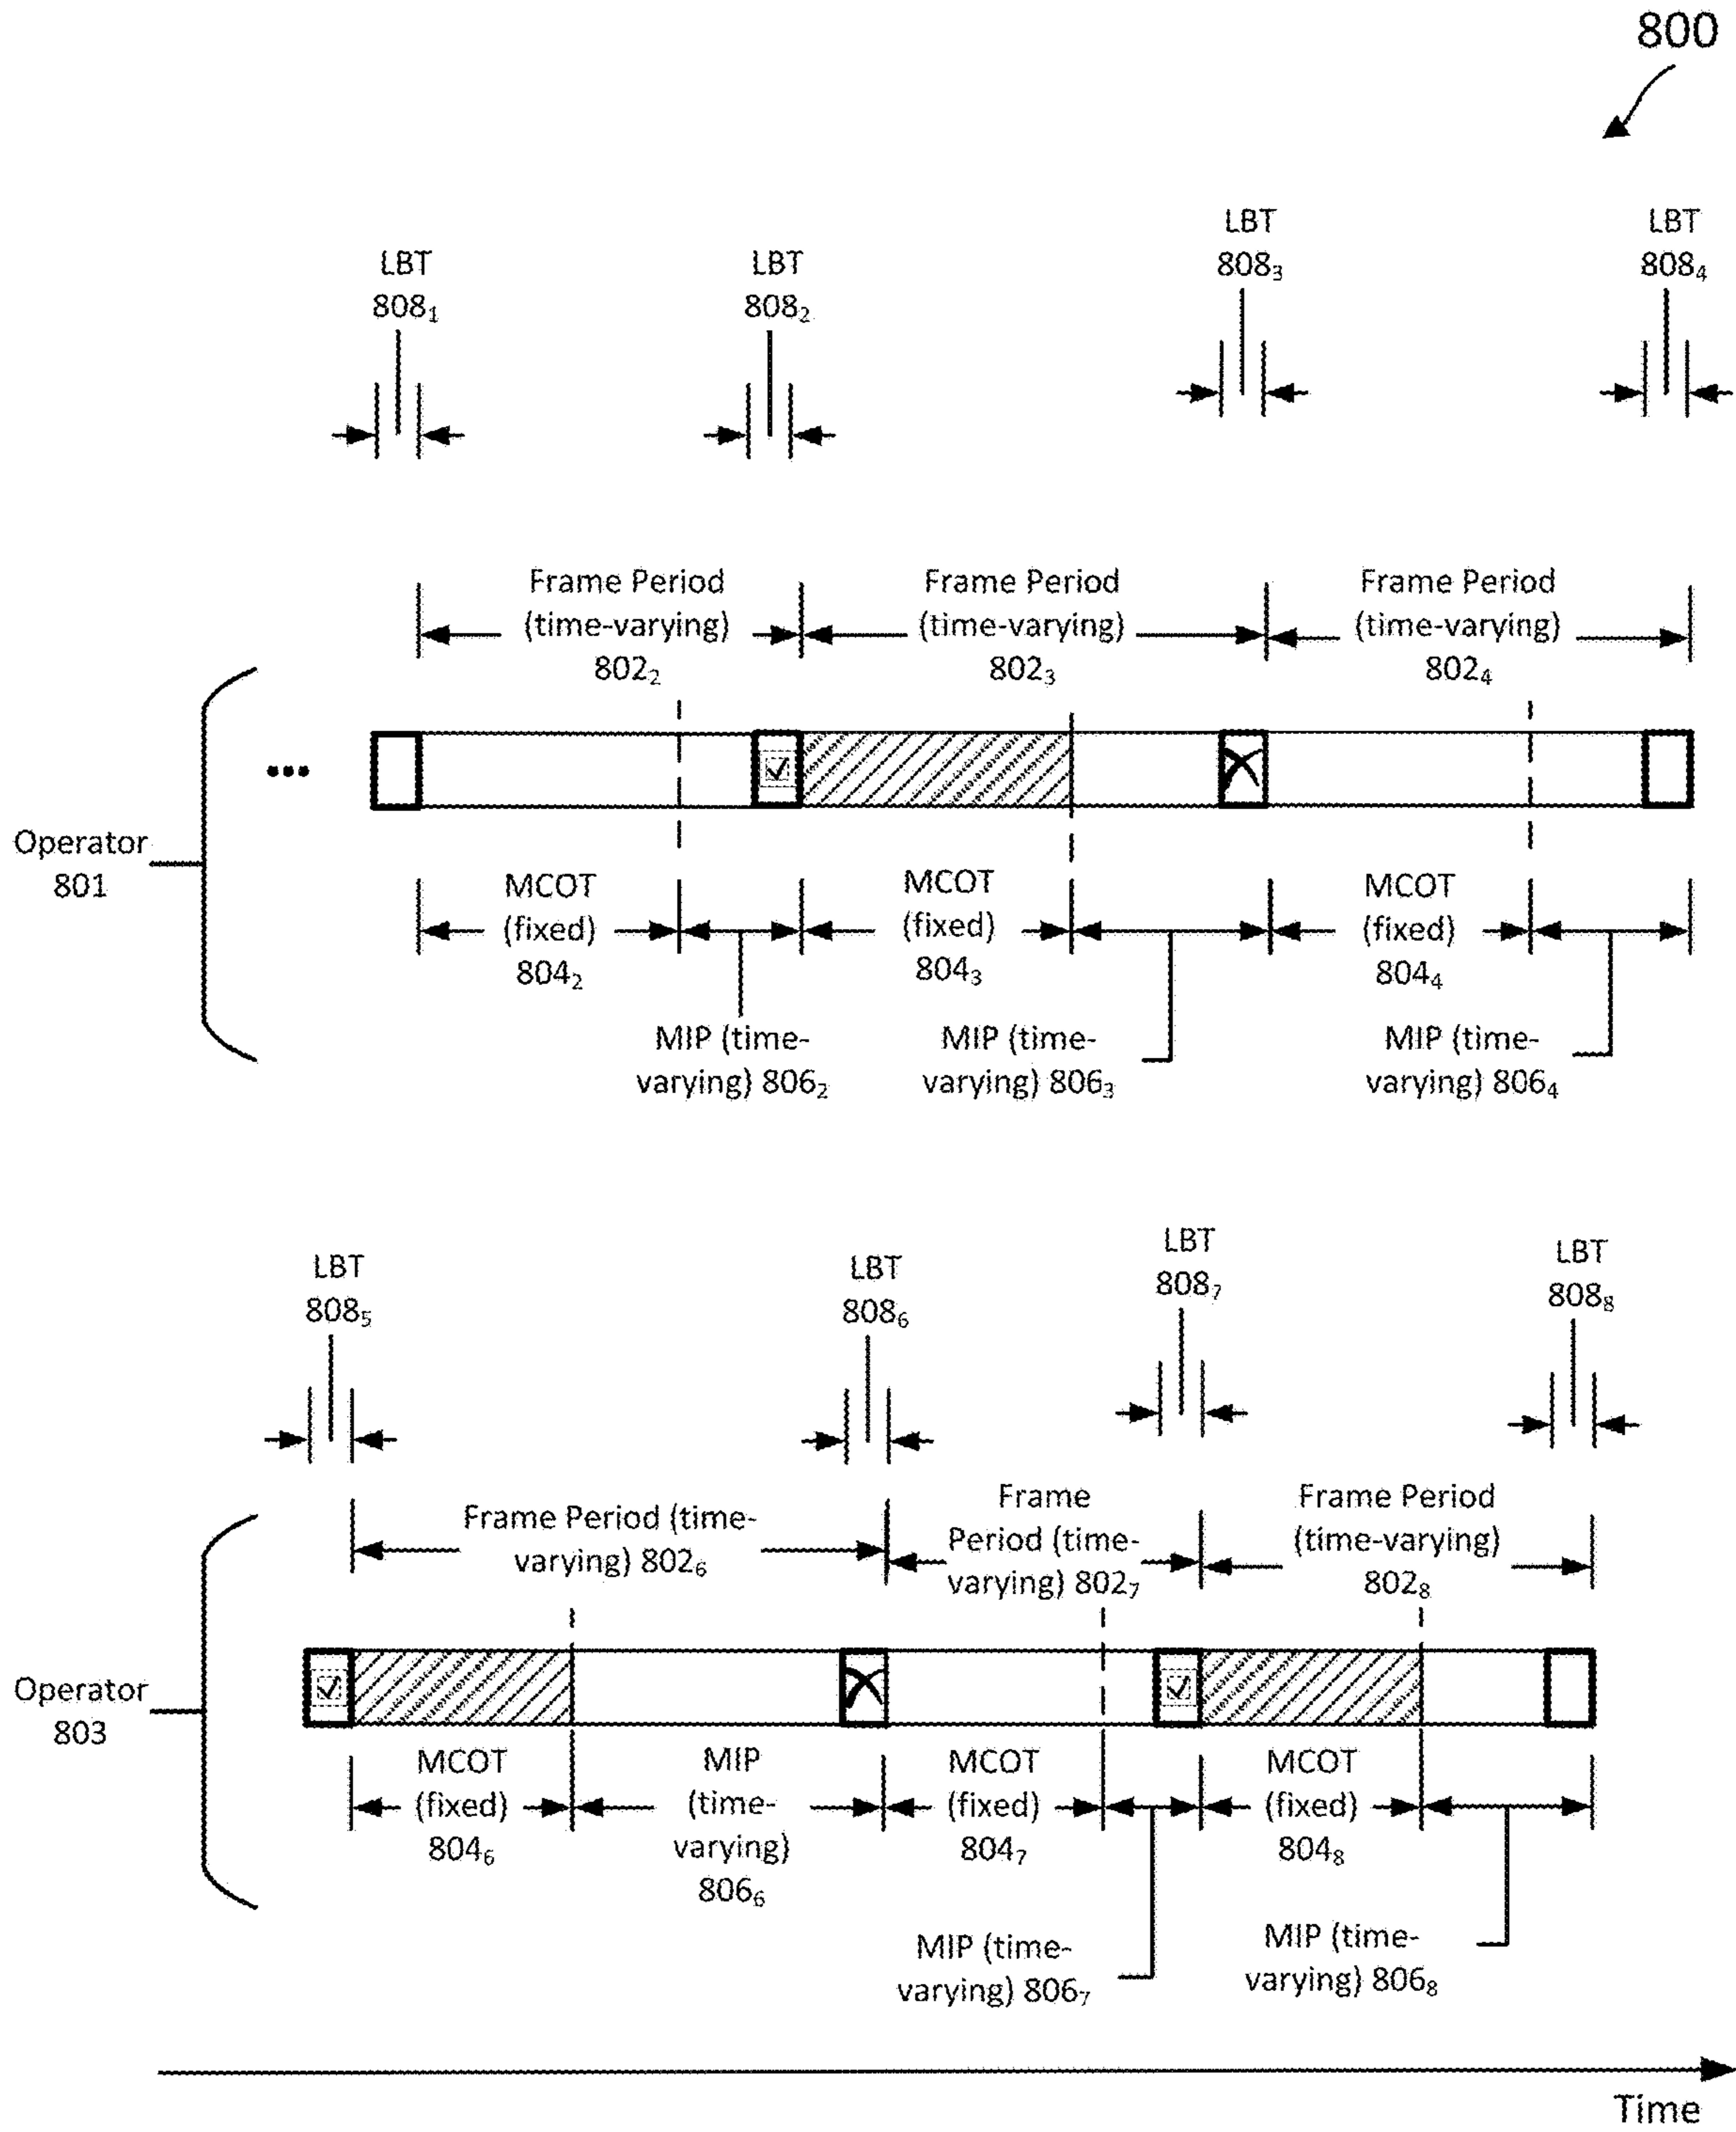 800
LBT
808₁
LBT
808₂
LBT
808₃
LBT
808₄
Frame Period
(time-varying)
802₂
Frame Period
(time-varying)
802₃
Frame Period
(time-varying)
802₄
...
Operator
801
MCOT
(fixed)
804₂
MCOT
(fixed)
804₃
MCOT
(fixed)
804₄
MIP (time-
varying) 806₂
MIP (time-
varying) 806₃
MIP (time-
varying) 806₄
LBT
808₅
LBT
808₆
LBT
808₇
LBT
808₈
Frame Period (time-
varying) 802₆
Frame
Period (time-
varying) 802₇
Frame Period
(time-varying)
802₈
Operator
803
MCOT
(fixed)
804₆
MIP
(time-
varying)
806₆
MCOT
(fixed)
804₇
MCOT
(fixed)
804₈
MIP (time-
varying) 806₇
MIP (time-
varying) 806₈
Time